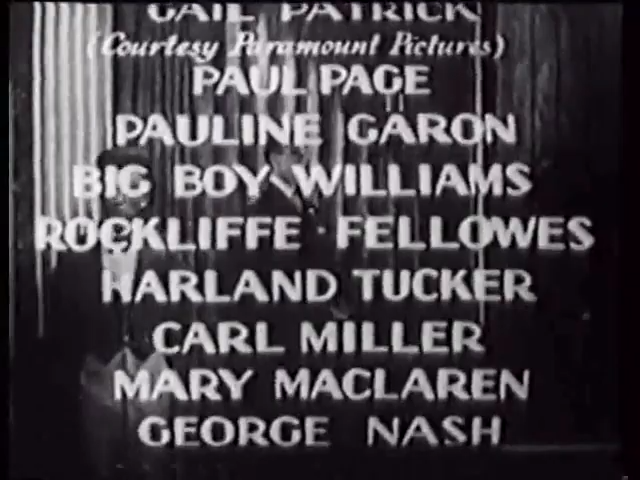 GAIL PATRICK
(Courtesy Paramount Pictures)
PAUL PAGE
PAULINE GARON
BIG BOY WILLIAMS
ROCKLIFFE · FELLOWES
HARLAND TUCKER
CARL MILLER
MARY MACLAREN
GEORGE NASH